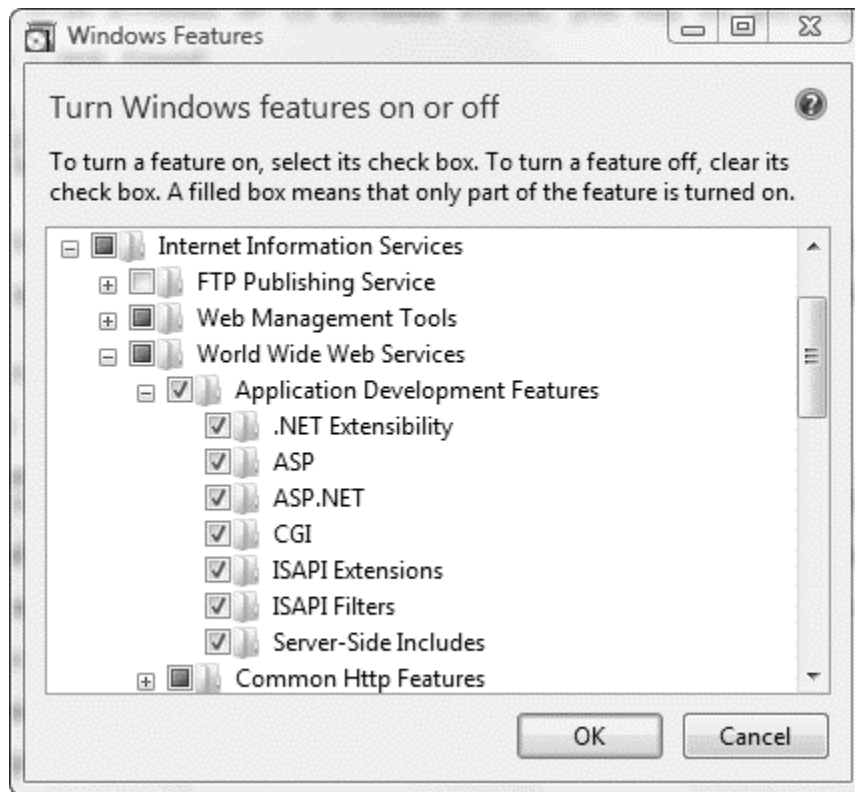 Windows Features
Turn Windows features on or off
To turn a feature on, select its check box. To turn a feature off, clear its
check box. A filled box means that only part of the feature is turned on.
Internet Information Services
FTP Publishing Service
Web Management Tools
World Wide Web Services
Application Development Features
.NET Extensibility
ASP
ASP.NET
CGI
ISAPI Extensions
ISAPI Filters
Server-Side Includes
Common Http Features
OK Cancel